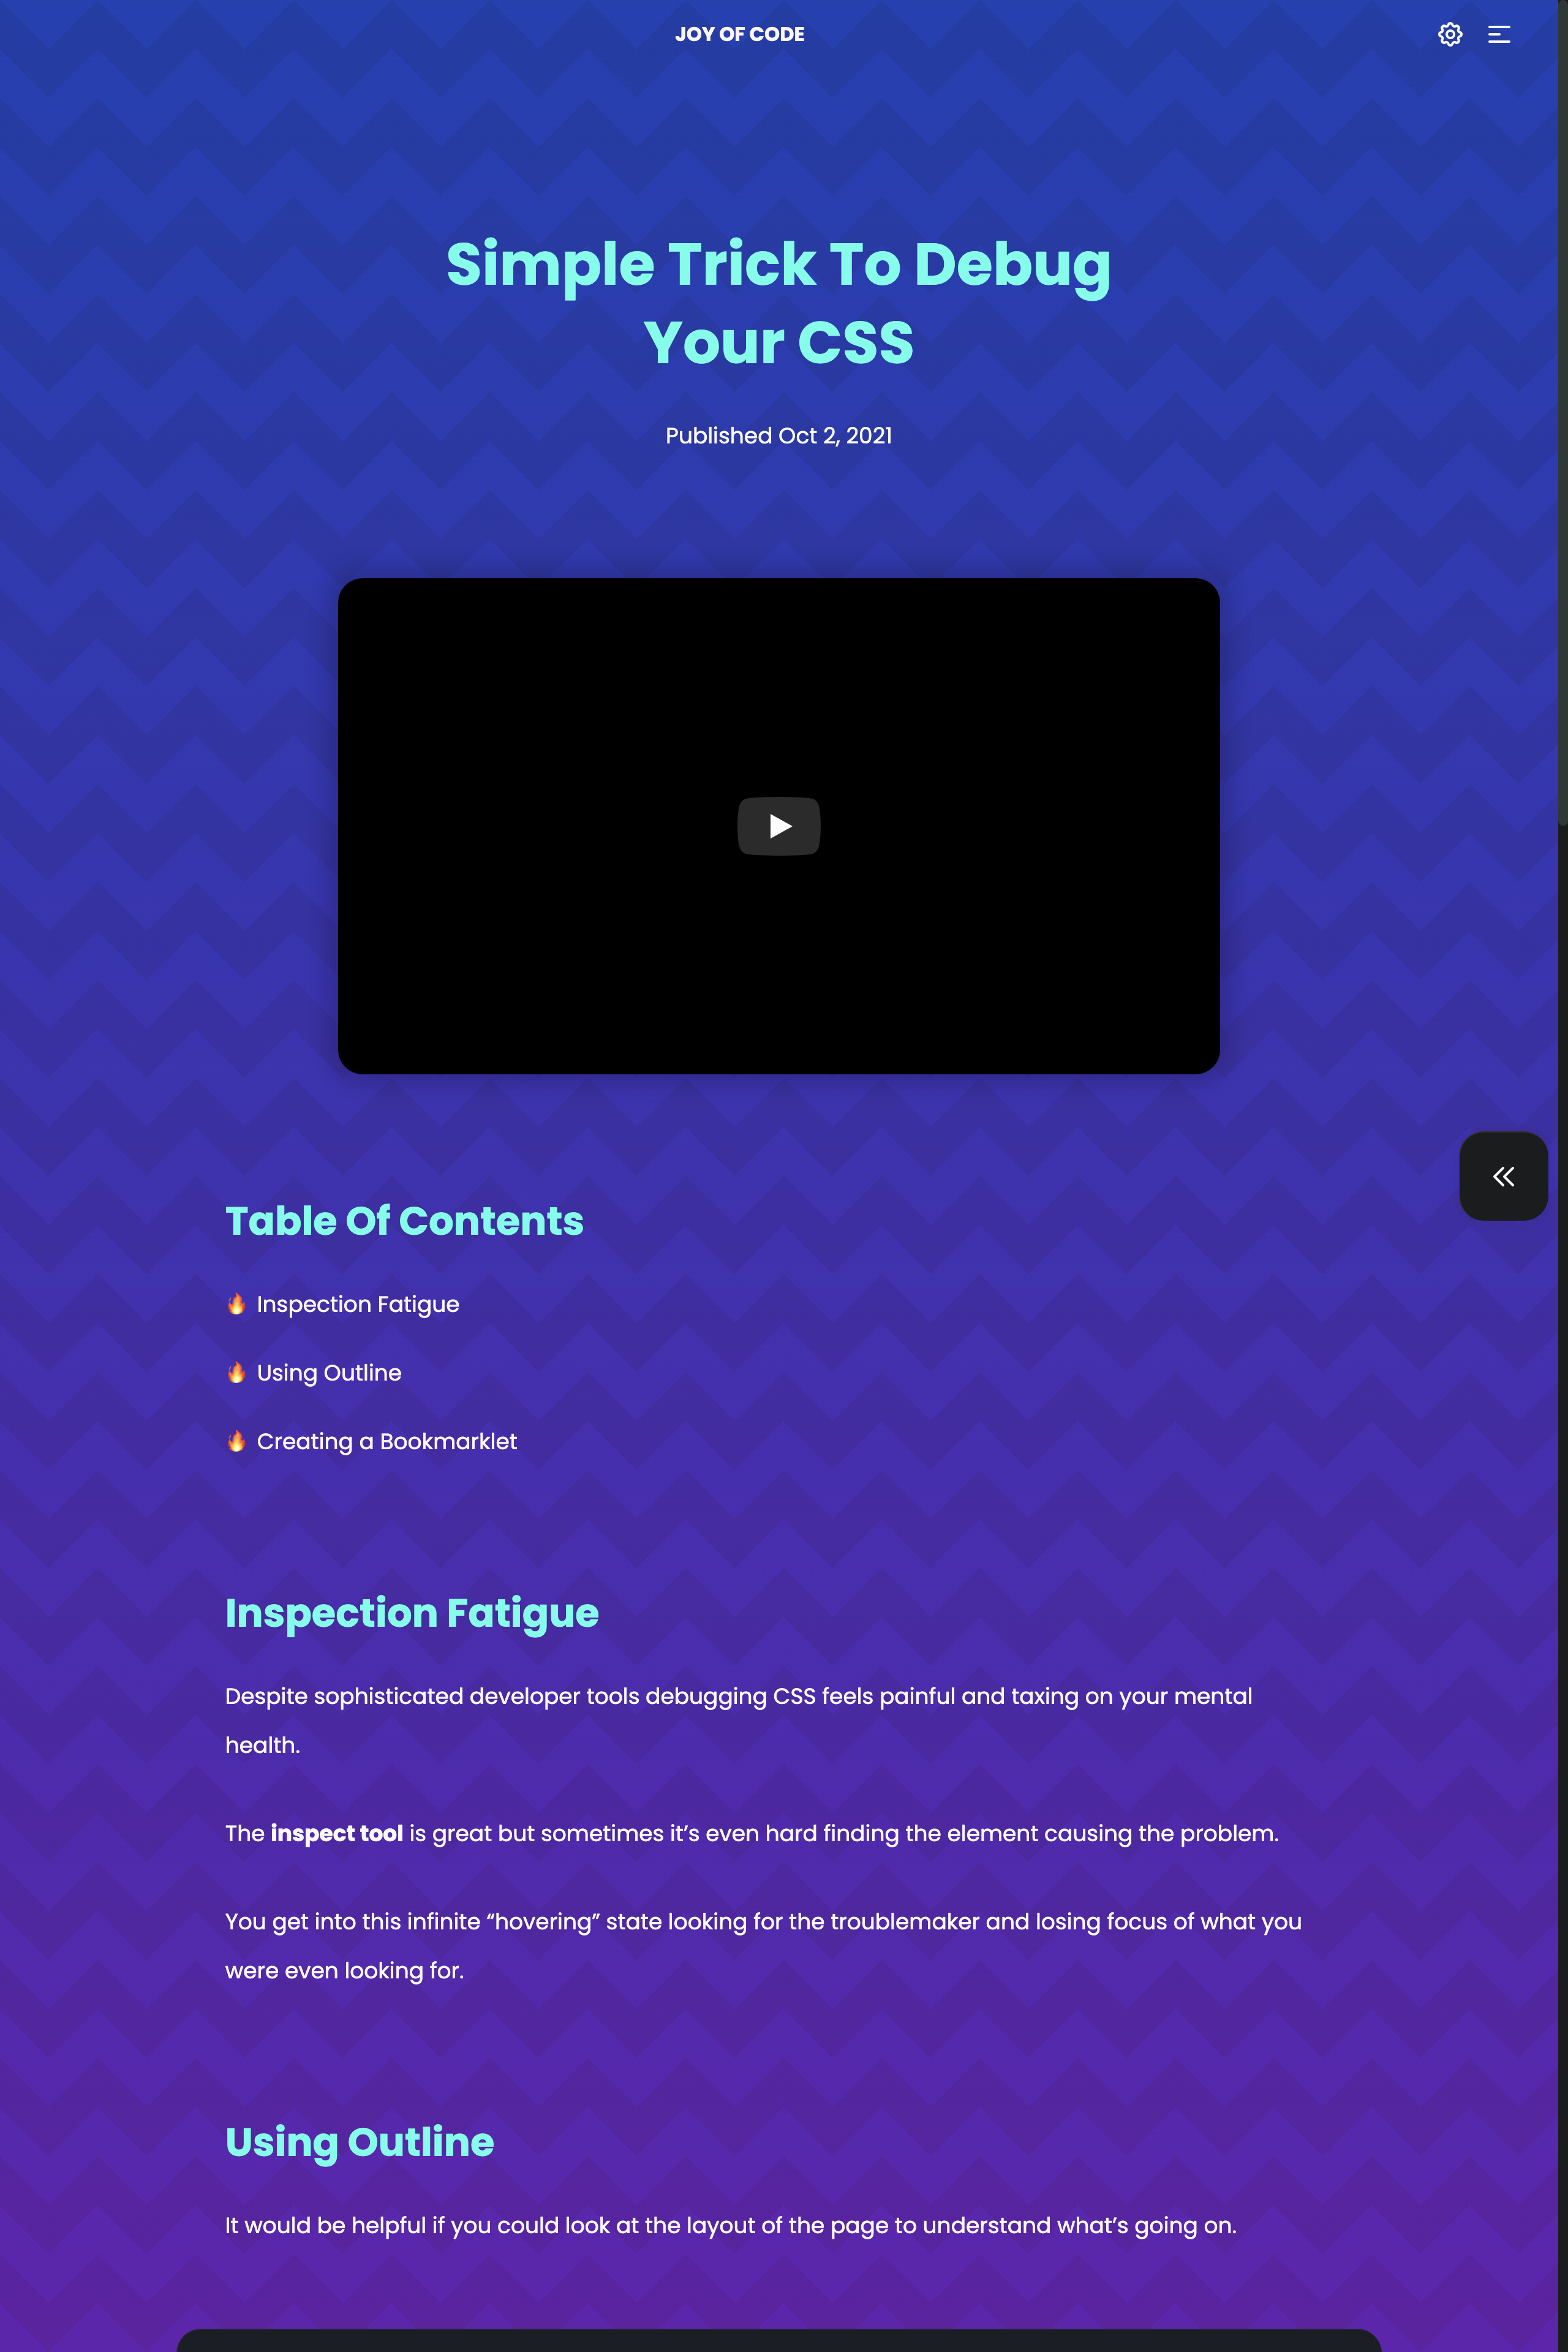 JOY OF CODE
Simple Trick To Debug
Your CSS
Published Oct 2, 2021
Table Of Contents
🔥 Inspection Fatigue
🔥 Using Outline
🔥 Creating a Bookmarklet
Inspection Fatigue
Despite sophisticated developer tools debugging CSS feels painful and taxing on your mental
health.
The inspect tool is great but sometimes it’s even hard finding the element causing the problem.
You get into this infinite “hovering” state looking for the troublemaker and losing focus of what you
were even looking for.
Using Outline
It would be helpful if you could look at the layout of the page to understand what’s going on.